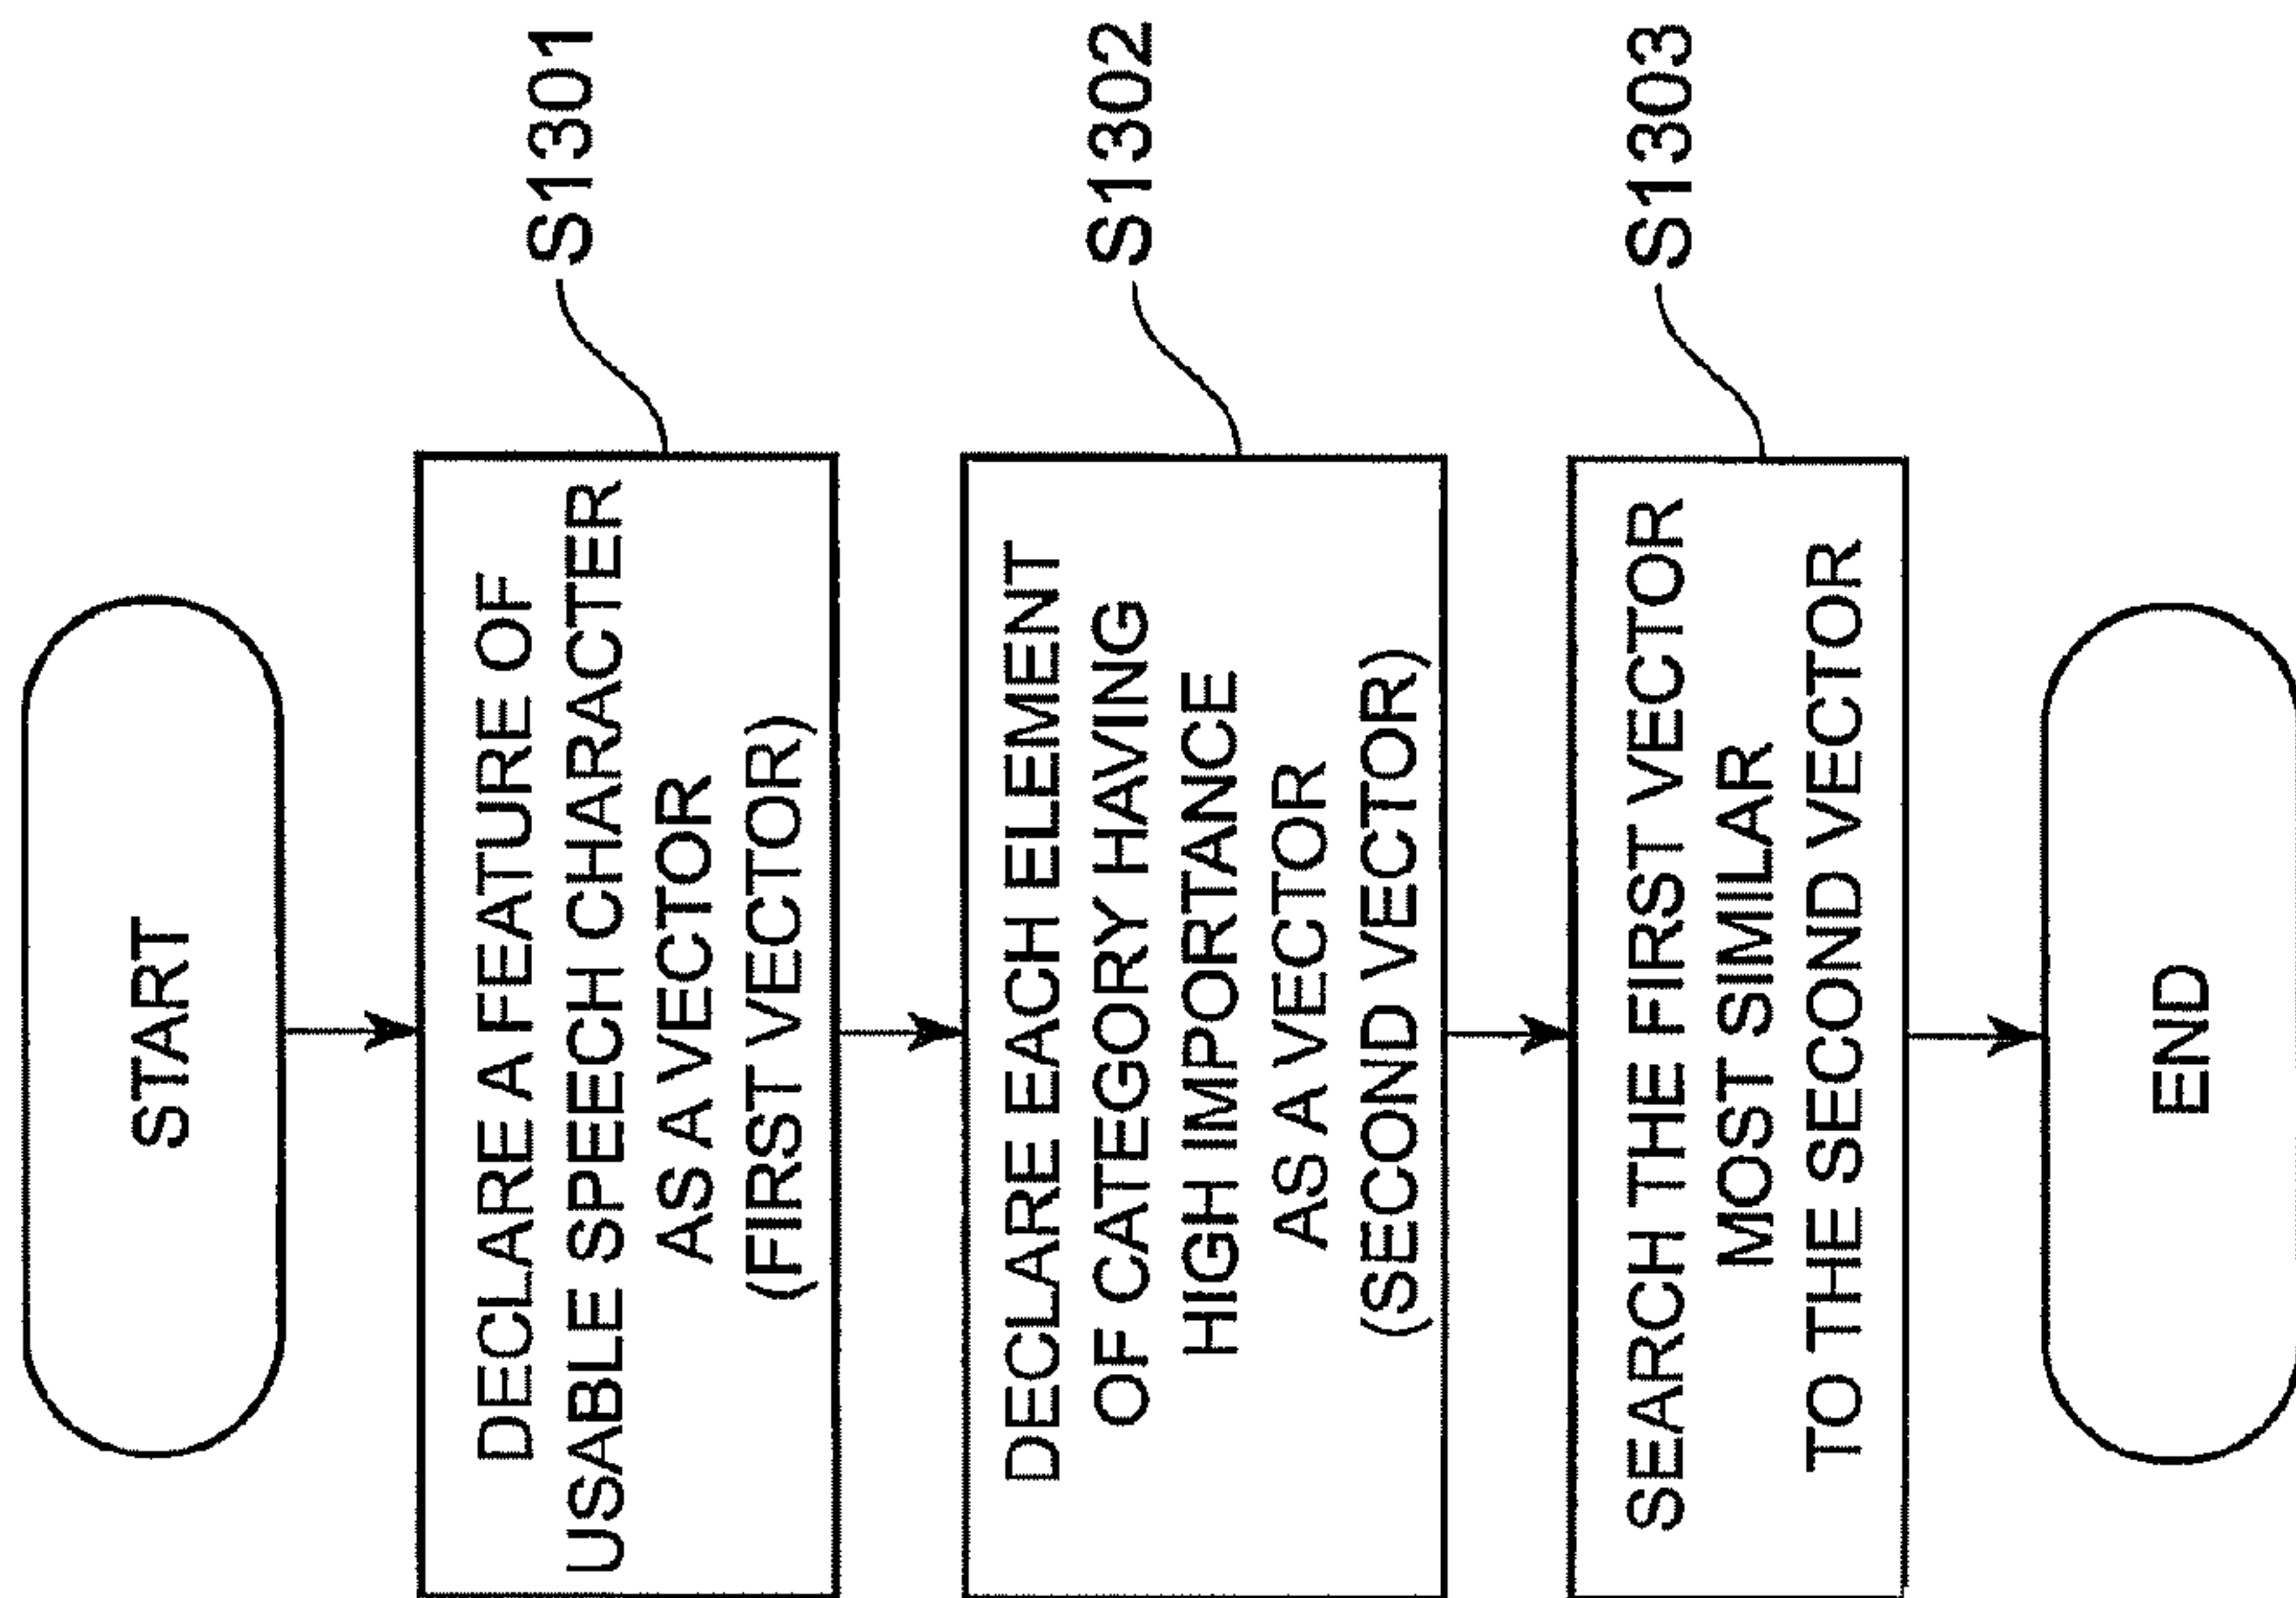 START
DECLARE A FEATURE OF
USABLE SPEECH CHARACTER
AS A VECTOR
(FIRST VECTOR)
S1301
DECLARE EACH ELEMENT
OF CATEGORY HAVING
HIGH IMPORTANCE
AS A VECTOR
(SECOND VECTOR)
S1302
SEARCH THE FIRST VECTOR
MOST SIMILAR
TO THE SECOND VECTOR
S1303
END